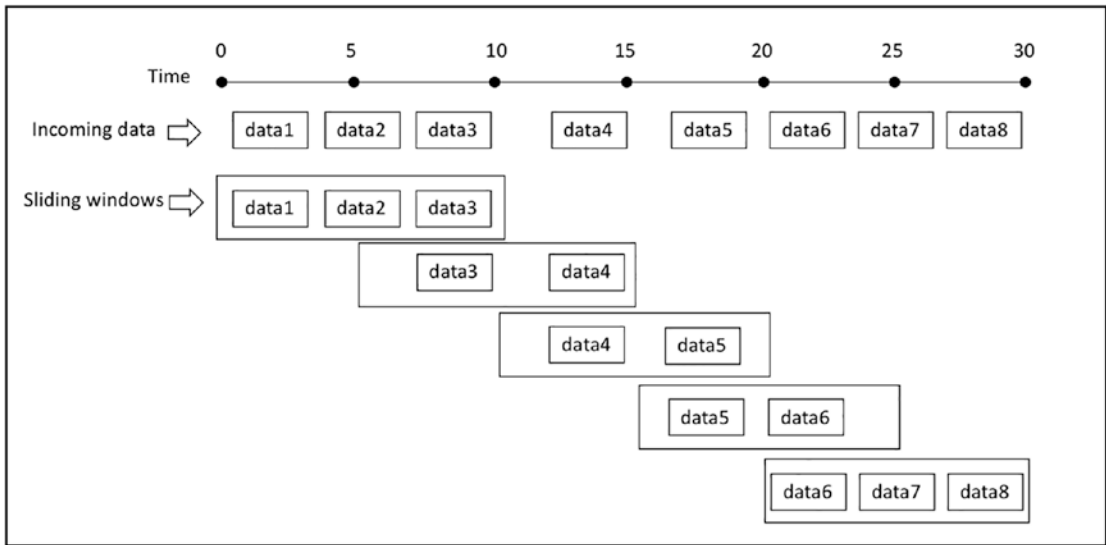 0 5 10 15 20 25 30
Time
Incoming data data1 data2 data3 data4 data5 data6 data7 data8
Sliding windows data1 data2 data3
data3 data4
data4 data5
data5 data6
data6 data7 data8